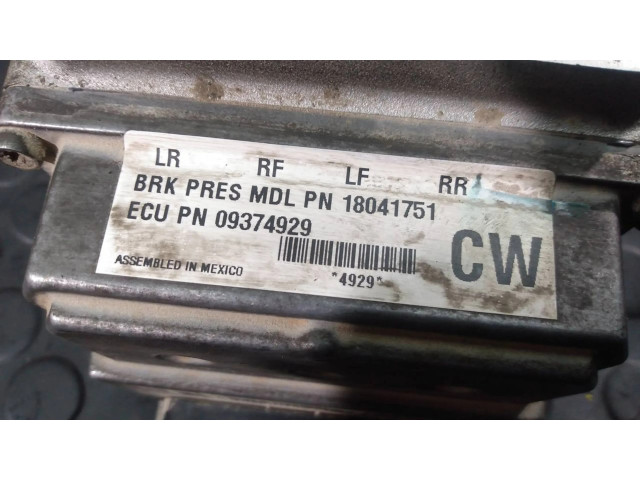 LR RF LF RR
BRK PRES MDL PN 18041751
ECU PN 09374929
ASSEMBLED IN MEXICO
*4929*
CW